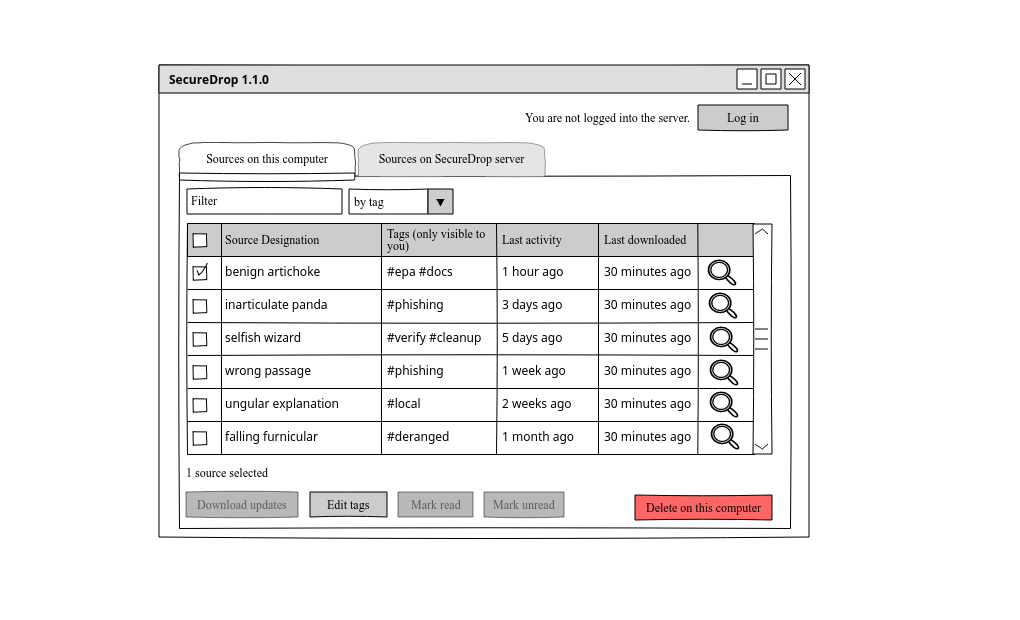 SecureDrop 1.1.0
You are not logged into the server. Log in
Sources on this computer Sources on SecureDrop server
Filter by tag
Source Designation Tags (only visible to you) Last activity Last downloaded
benign artichoke #epa #docs 1 hour ago 30 minutes ago
inarticulate panda #phishing 3 days ago 30 minutes ago
selfish wizard #verify #cleanup 5 days ago 30 minutes ago
wrong passage #phishing 1 week ago 30 minutes ago
ungular explanation #local 2 weeks ago 30 minutes ago
falling furnicular #deranged 1 month ago 30 minutes ago
1 source selected
Download updates Edit tags Mark read Mark unread Delete on this computer